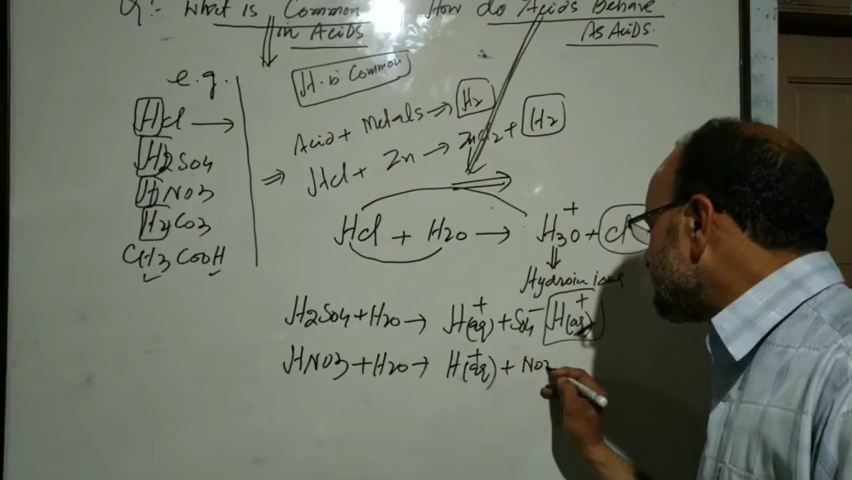 Q:- What is Common in Acids
How do Acids Behave As Acids.
e.g.
HCl →
H2SO4
HNO3
H2CO3
CH3COOH
H is Common
Acid + Metals → H2
⇒ HCl + Zn → ZnCl2 + H2
HCl + H2O → H3O+ + Cl
Hydronium ions
H2SO4 + H2O → H+(aq) + SO4-
H+(aq)
HNO3 + H2O → H+(aq) + NO3